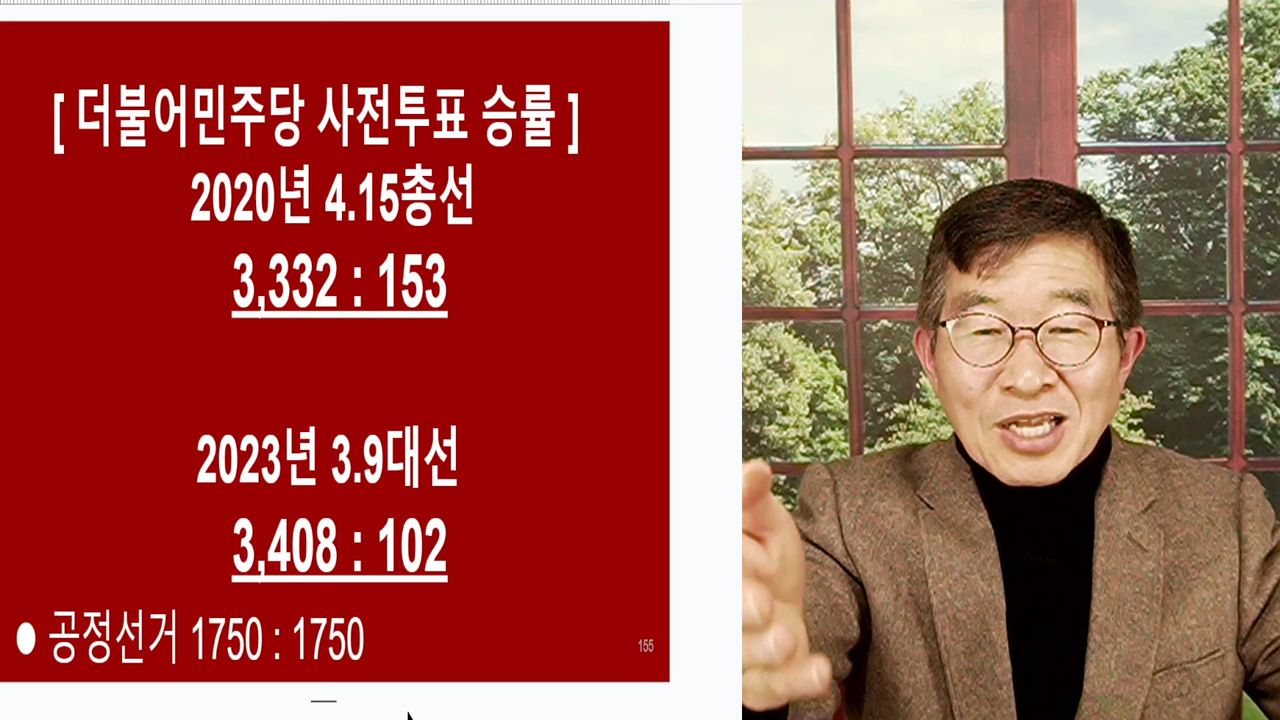 [ 더불어민주당 사전투표 승률 ]
2020년 4.15총선
3,332 : 153
2023년 3.9대선
3,408 : 102
● 공정선거 1750 : 1750
155